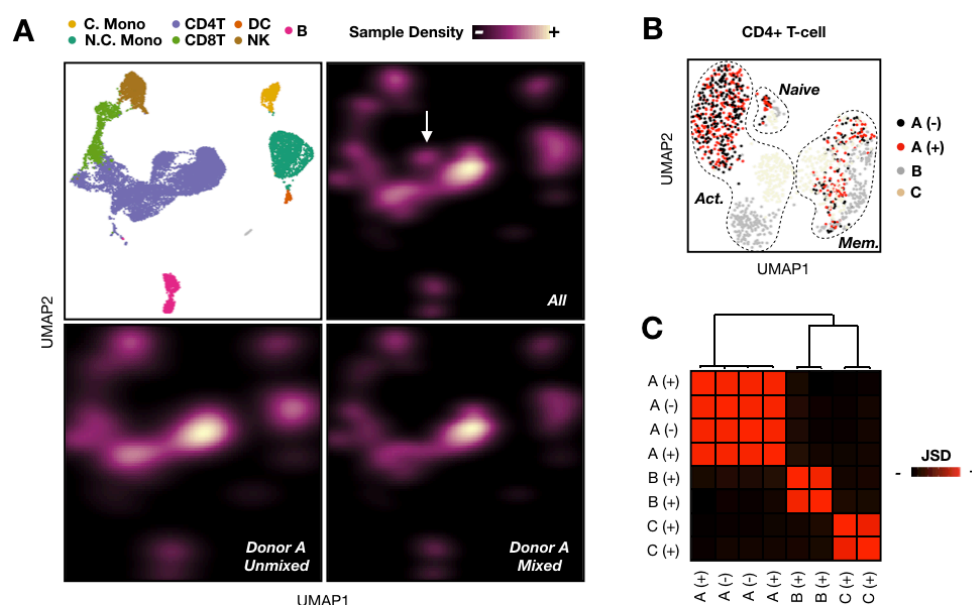 A
C. Mono
CD4T
DC
B
N.C. Mono
CD8T
NK
Sample Density
-
+
UMAP2
All
Donor A
Unmixed
Donor A
Mixed
UMAP1
B
CD4+ T-cell
Naive
Act.
Mem.
UMAP2
UMAP1
A (-)
A (+)
B
C
C
A (+)
A (-)
A (-)
A (+)
B (+)
B (+)
C (+)
C (+)
A (+)
A (-)
A (-)
A (+)
B (+)
B (+)
C (+)
C (+)
JSD
-